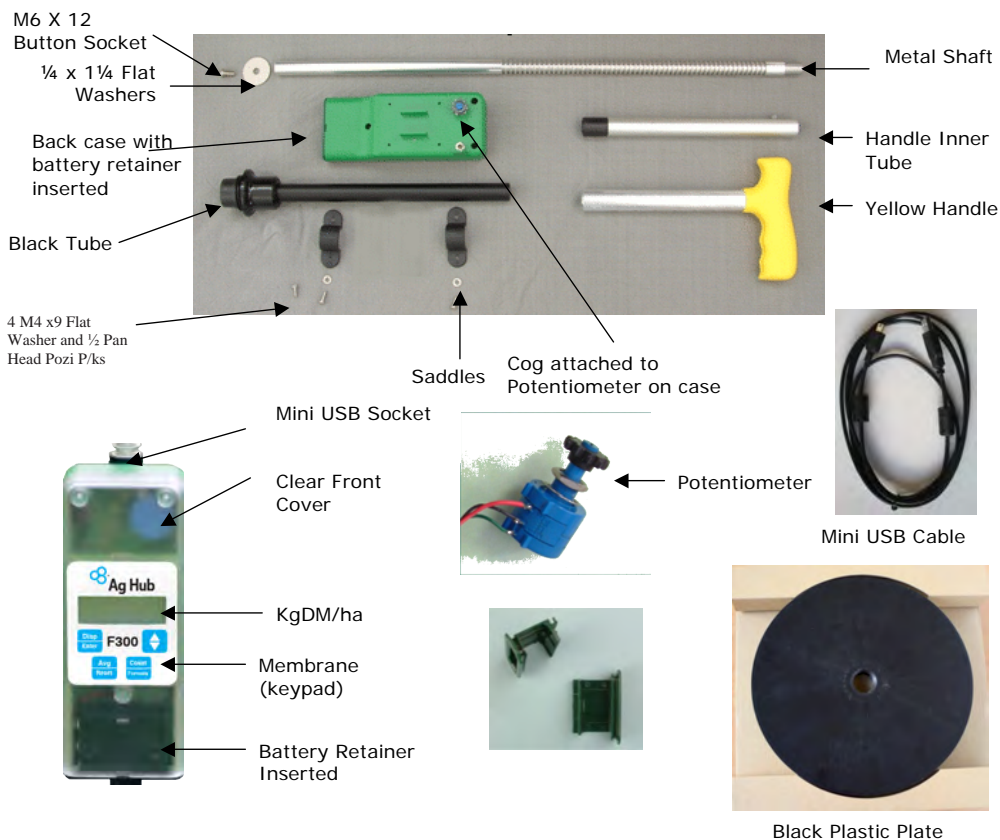 M6 X 12
Button Socket
¼ x 1¼ Flat
Washers
Metal Shaft
Back case with
battery retainer
inserted
Handle Inner
Tube
Yellow Handle
Black Tube
4 M4 x9 Flat
Washer and ½ Pan
Head Pozi P/ks
Saddles
Cog attached to
Potentiometer on case
Mini USB Socket
Clear Front
Cover
Potentiometer
Mini USB Cable
Ag Hub
KgDM/ha
Disp
Enter
F300
Avg
Reset
Count
Formula
Membrane
(keypad)
Battery Retainer
Inserted
Black Plastic Plate